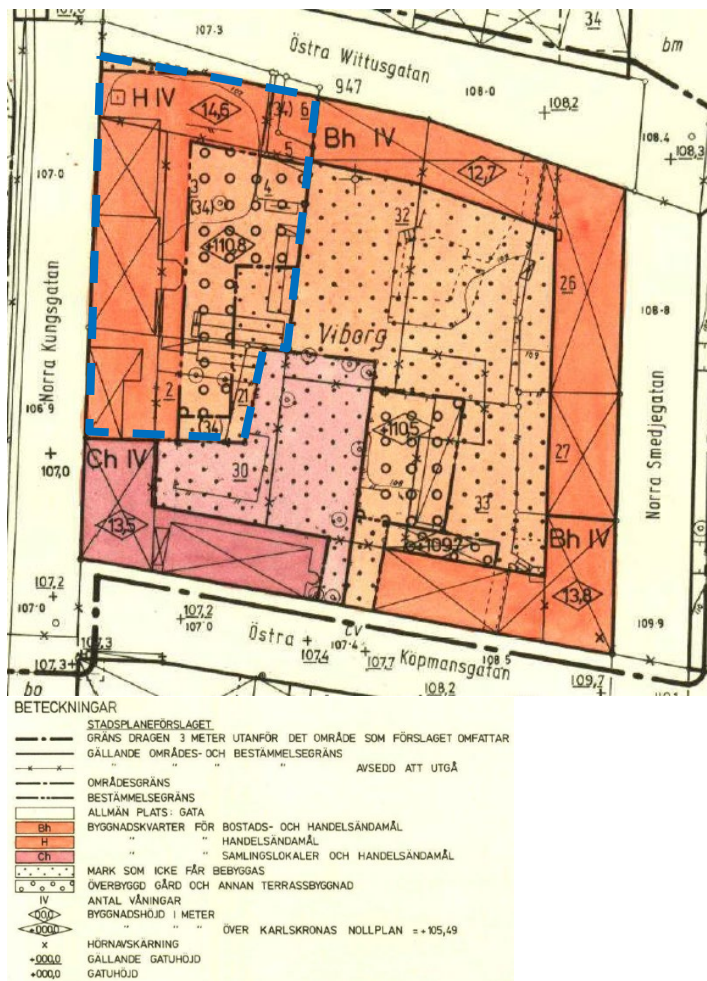 107,0
34
107·3
Östra Wittusgatan
bm
947
108·0
+108,2
108·4
+108,3
H IV
14,6
(34) 6
5
Bh IV
12,7
107·0
3
(34)
4
32
+110,8
26
108·8
Norra Kungsgatan
Viborg
106·9
2
21
(34)
+110,5
27
Norra Smedjegatan
Ch IV
30
33
107,0
13,5
Bh IV
13,8
107,2
107·0
107,2
107·0
Östra
cv
107·4
Köpmansgatan
109·9
107,3
107,3+
107,4
107,7
108·5
108,2
109,2
BETECKNINGAR
STADSPLANEFÖRSLAGET
GRÄNS DRAGEN 3 METER UTANFÖR DET OMRÅDE SOM FÖRSLAGET OMFATTAR
GÄLLANDE OMRÅDES- OCH BESTÄMMELSEGRÄNS
" " " " AVSEDD ATT UTGÅ
OMRÅDESGRÄNS
BESTÄMMELSEGRÄNS
ALLMÄN PLATS: GATA
Bh BYGGNADSKVARTER FÖR BOSTADS- OCH HANDELSÄNDAMÅL
H " " HANDELSÄNDAMÅL
Ch " " SAMLINGSLOKALER OCH HANDELSÄNDAMÅL
MARK SOM ICKE FÅR BEBYGGAS
ÖVERBYGGD GÅRD OCH ANNAN TERRASSBYGGNAD
IV ANTAL VÅNINGAR
00,0 BYGGNADSHÖJD I METER
+000,0 " " " ÖVER KARLSKRONAS NOLLPLAN = +105,49
x HÖRNAVSKÄRNING
+000,0 GÄLLANDE GATUHÖJD
+000,0 GATUHÖJD